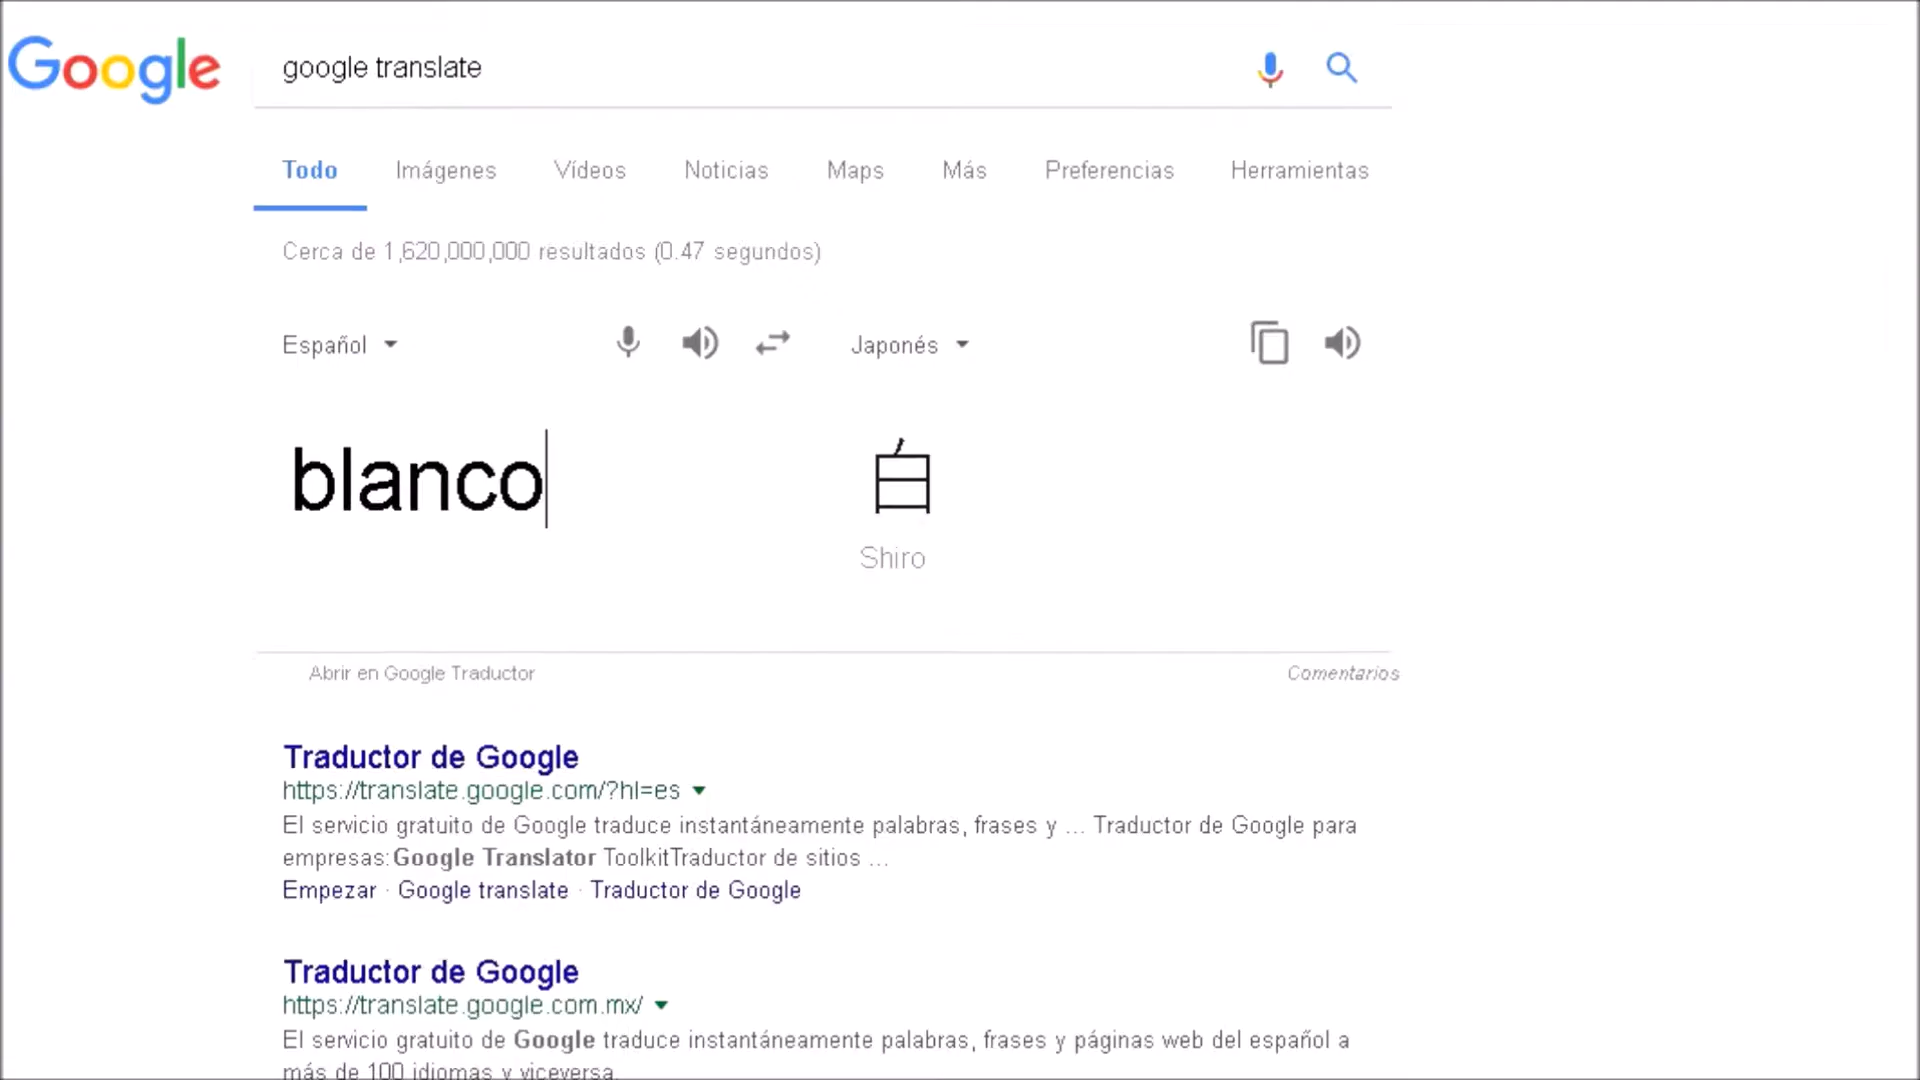 Google
google translate
Todo Imágenes Vídeos Noticias Maps Más Preferencias Herramientas
Cerca de 1,620,000,000 resultados (0.47 segundos)
Español Japonés
blanco 白
Shiro
Abrir en Google Traductor Comentarios
Traductor de Google
https://translate.google.com/?hl=es
El servicio gratuito de Google traduce instantáneamente palabras, frases y ... Traductor de Google para
empresas:Google Translator ToolkitTraductor de sitios ...
Empezar · Google translate · Traductor de Google
Traductor de Google
https://translate.google.com.mx/
El servicio gratuito de Google traduce instantáneamente palabras, frases y páginas web del español a
más de 100 idiomas y viceversa.